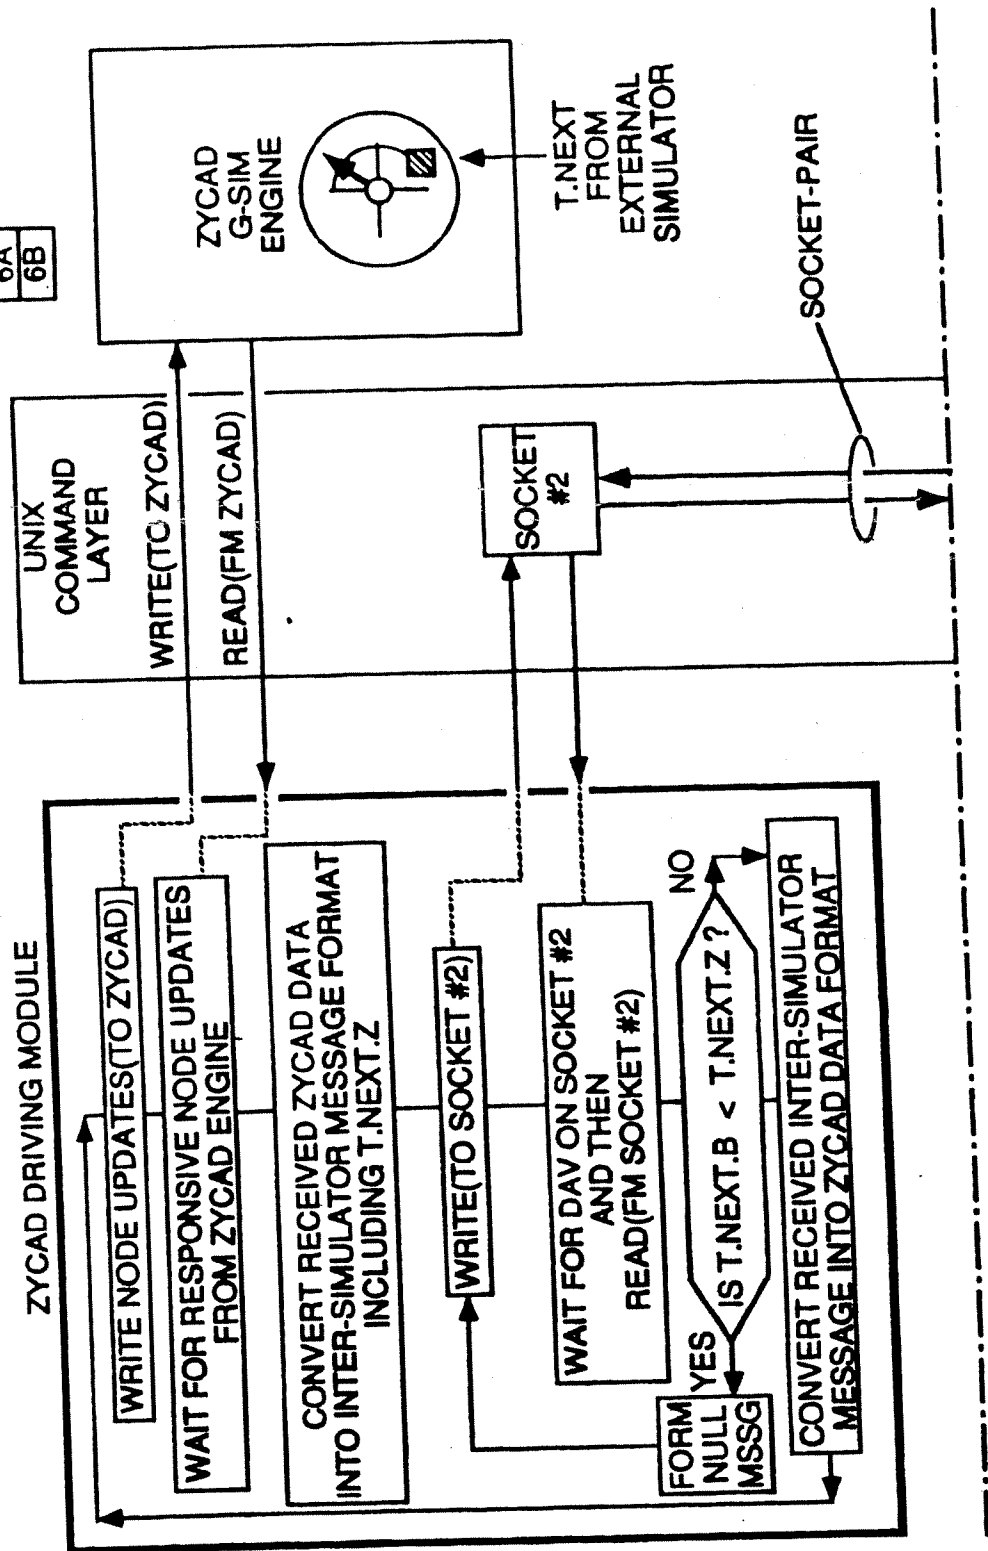 6A
6B
ZYCAD DRIVING MODULE
WRITE NODE UPDATES(TO ZYCAD)
WAIT FOR RESPONSIVE NODE UPDATES
FROM ZYCAD ENGINE
CONVERT RECEIVED ZYCAD DATA
INTO INTER-SIMULATOR MESSAGE FORMAT
INCLUDING T.NEXT.Z
WRITE(TO SOCKET #2)
WAIT FOR DAV ON SOCKET #2
AND THEN
READ(FM SOCKET #2)
IS T.NEXT.B < T.NEXT.Z ?
YES
NO
FORM
NULL
MSSG
CONVERT RECEIVED INTER-SIMULATOR
MESSAGE INTO ZYCAD DATA FORMAT
UNIX
COMMAND
LAYER
WRITE(TO ZYCAD)
READ(FM ZYCAD)
SOCKET
#2
SOCKET-PAIR
ZYCAD
G-SIM
ENGINE
T.NEXT
FROM
EXTERNAL
SIMULATOR